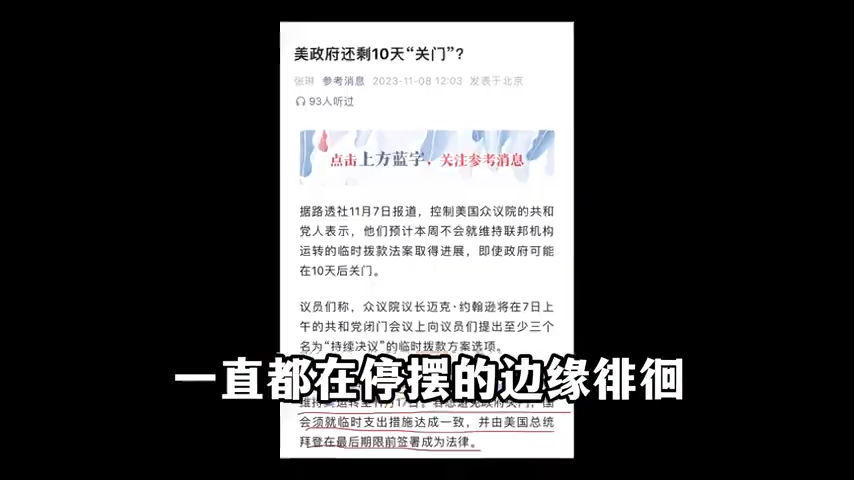 美政府还剩10天“关门”？
张琳 参考消息 2023-11-08 12:03 发表于北京
93人听过
点击上方蓝字，关注参考消息
据路透社11月7日报道，控制美国众议院的共和
党人表示，他们预计本周不会就维持联邦机构
运转的临时拨款法案取得进展，即使政府可能
在10天后关门。
议员们称，众议院议长迈克·约翰逊将在7日上
午的共和党闭门会议上向议员们提出至少三个
名为“持续决议”的临时拨款方案选项。
一直都在停摆的边缘徘徊
会须就临时支出措施达成一致，并由美国总统
拜登在最后期限前签署成为法律。